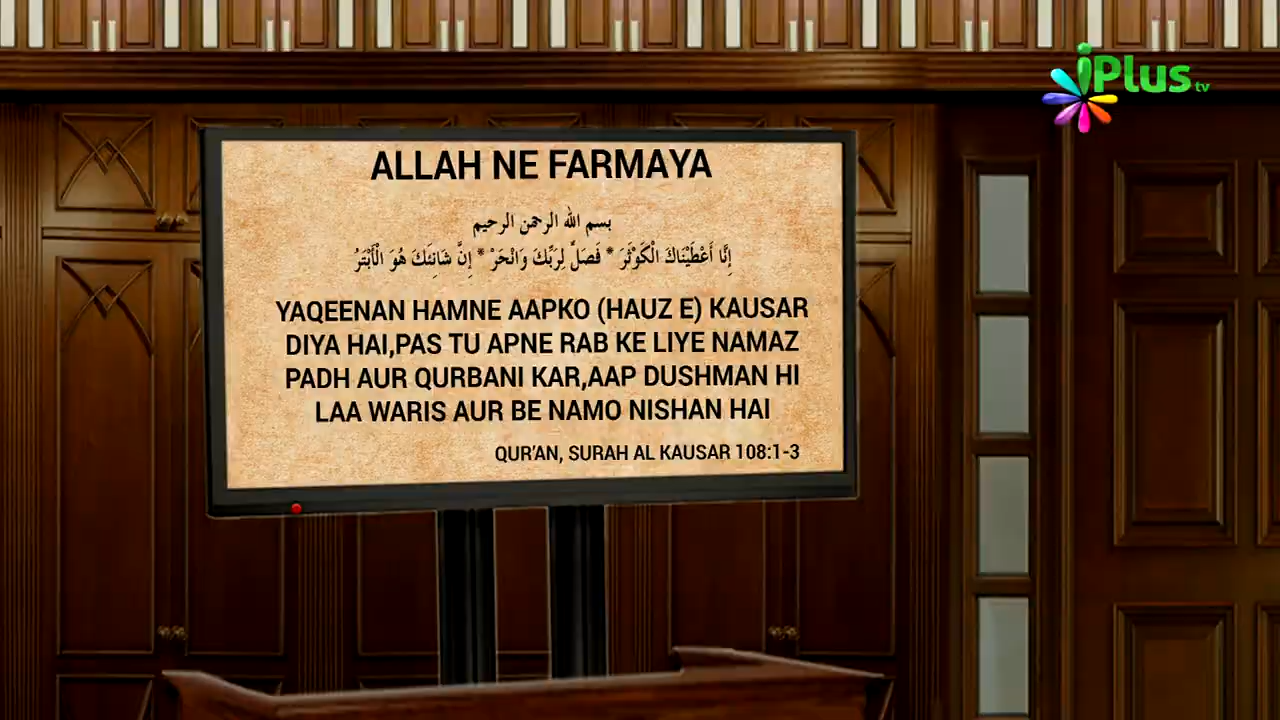 iPlus tv
ALLAH NE FARMAYA
بسم الله الرحمن الرحيم
إِنَّا أَعْطَيْنَاكَ الْكَوْثَرَ * فَصَلِّ لِرَبِّكَ وَانْحَرْ * إِنَّ شَانِئَكَ هُوَ الْأَبْتَرُ
YAQEENAN HAMNE AAPKO (HAUZ E) KAUSAR
DIYA HAI,PAS TU APNE RAB KE LIYE NAMAZ
PADH AUR QURBANI KAR,AAP DUSHMAN HI
LAA WARIS AUR BE NAMO NISHAN HAI
QUR'AN, SURAH AL KAUSAR 108:1-3